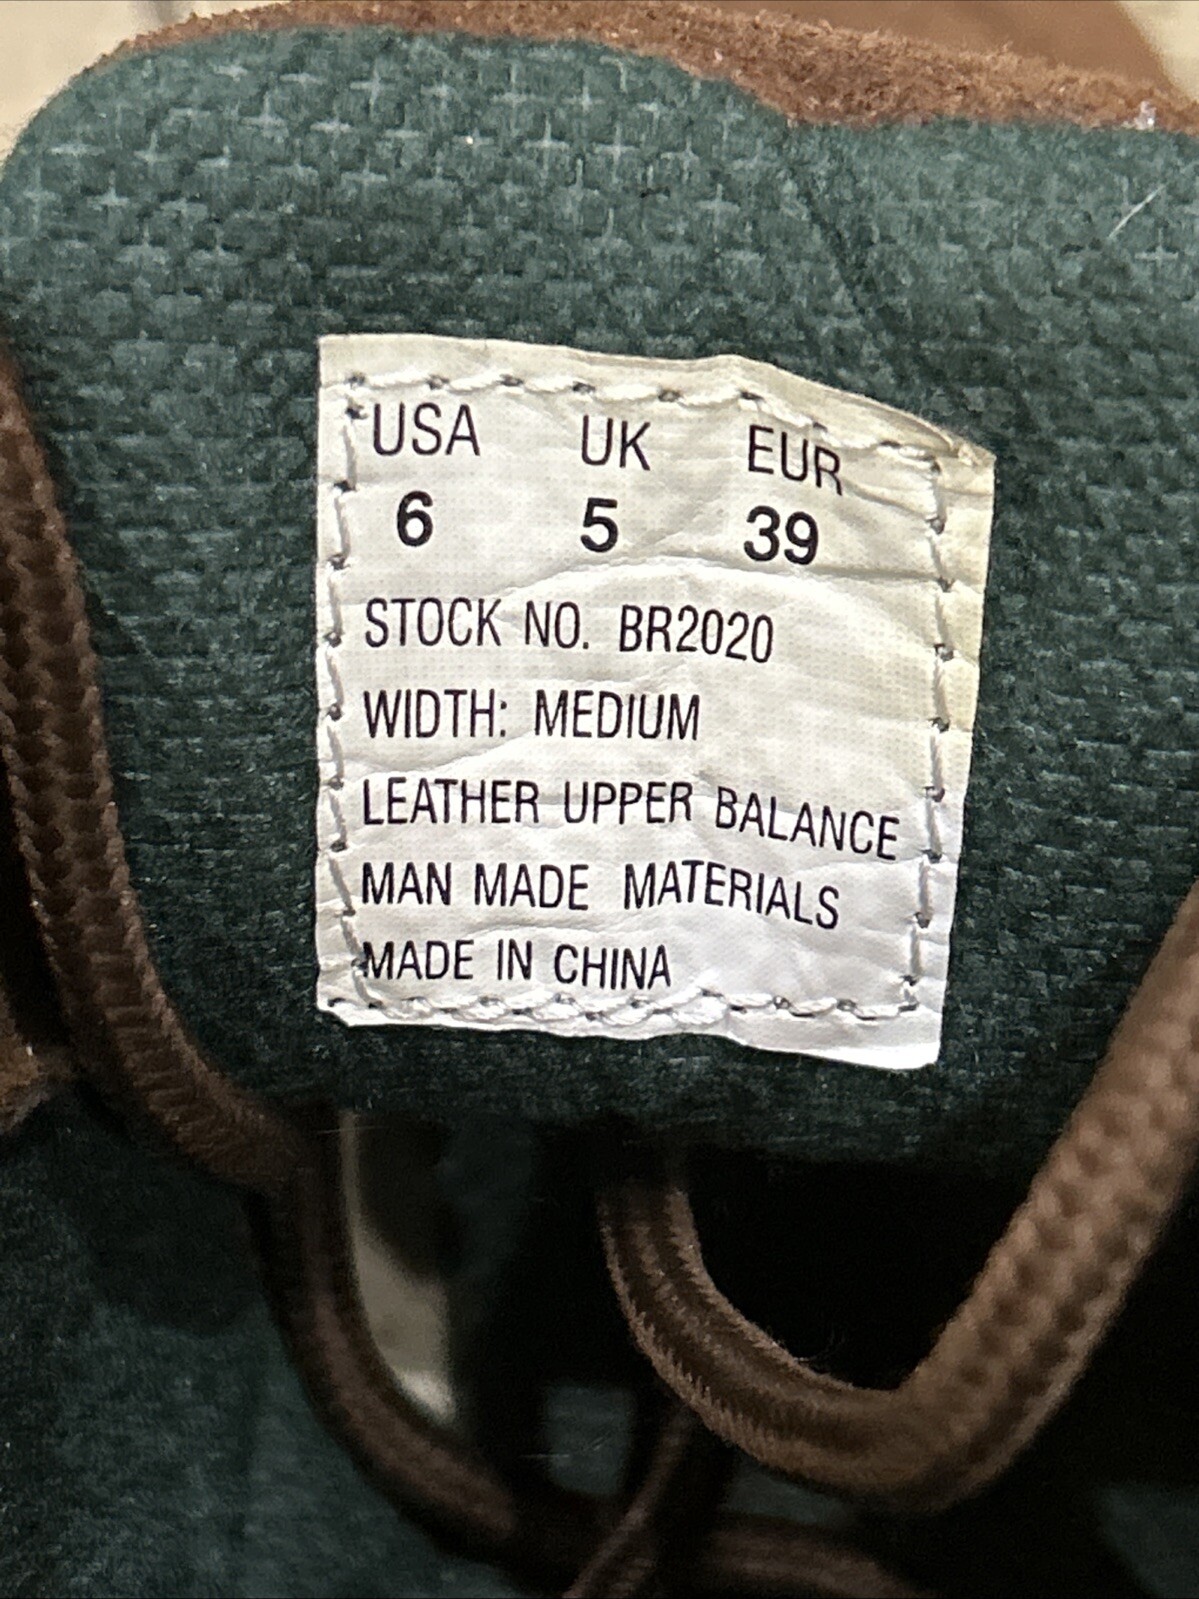 USA UK EUR
6 5 39
STOCK NO. BR2020
WIDTH: MEDIUM
LEATHER UPPER BALANCE
MAN MADE MATERIALS
MADE IN CHINA